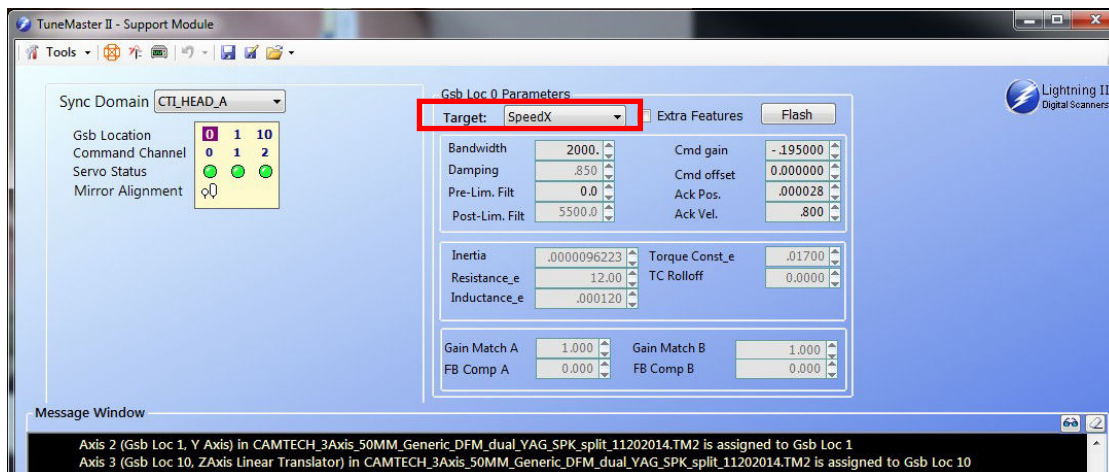 TuneMaster II - Support Module
Tools
Sync Domain CTI_HEAD_A
Gsb Location 0 1 10
Command Channel 0 1 2
Servo Status
Mirror Alignment
Gsb Loc 0 Parameters
Target: SpeedX Extra Features Flash
Lightning II
Digital Scanners
Bandwidth 2000. Cmd gain -.195000
Damping .850 Cmd offset 0.000000
Pre-Lim. Filt 0.0 Ack Pos. .000028
Post-Lim. Filt 5500.0 Ack Vel. .800
Inertia .0000096223 Torque Const_e .01700
Resistance_e 12.00 TC Rolloff 0.0000
Inductance_e .000120
Gain Match A 1.000 Gain Match B 1.000
FB Comp A 0.000 FB Comp B 0.000
Message Window
Axis 2 (Gsb Loc 1, Y Axis) in CAMTECH_3Axis_50MM_Generic_DFM_dual_YAG_SPK_split_11202014.TM2 is assigned to Gsb Loc 1
Axis 3 (Gsb Loc 10, ZAxis Linear Translator) in CAMTECH_3Axis_50MM_Generic_DFM_dual_YAG_SPK_split_11202014.TM2 is assigned to Gsb Loc 10